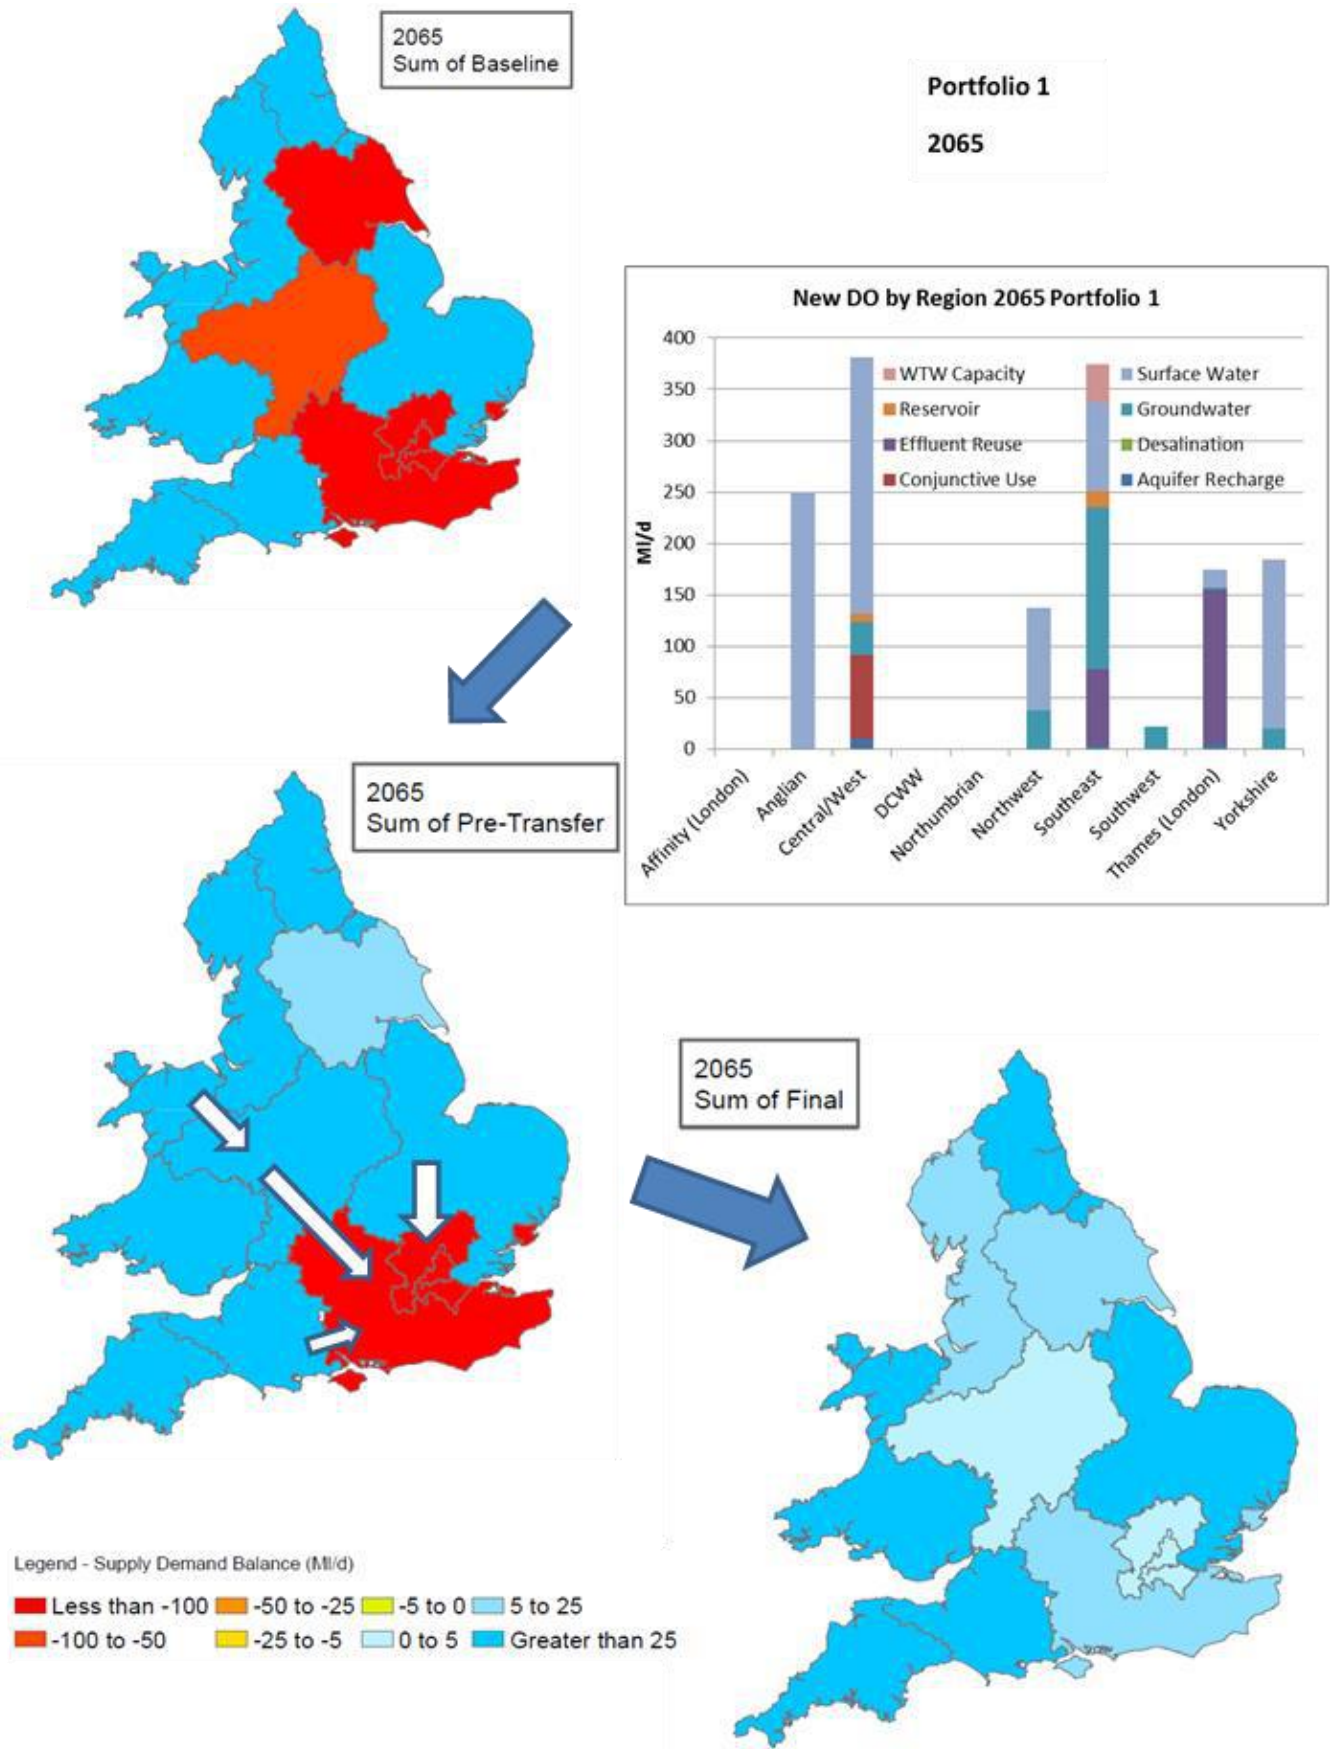 2065
Sum of Baseline
Portfolio 1
2065
New DO by Region 2065 Portfolio 1
Ml/d
400
350
300
250
200
150
100
50
0
WTW Capacity
Surface Water
Reservoir
Groundwater
Effluent Reuse
Desalination
Conjunctive Use
Aquifer Recharge
Affinity (London)
Anglian
Central/West
DCWW
Northumbrian
Northwest
Southeast
Southwest
Thames (London)
Yorkshire
2065
Sum of Pre-Transfer
2065
Sum of Final
Legend - Supply Demand Balance (Ml/d)
Less than -100
-50 to -25
-5 to 0
5 to 25
-100 to -50
-25 to -5
0 to 5
Greater than 25